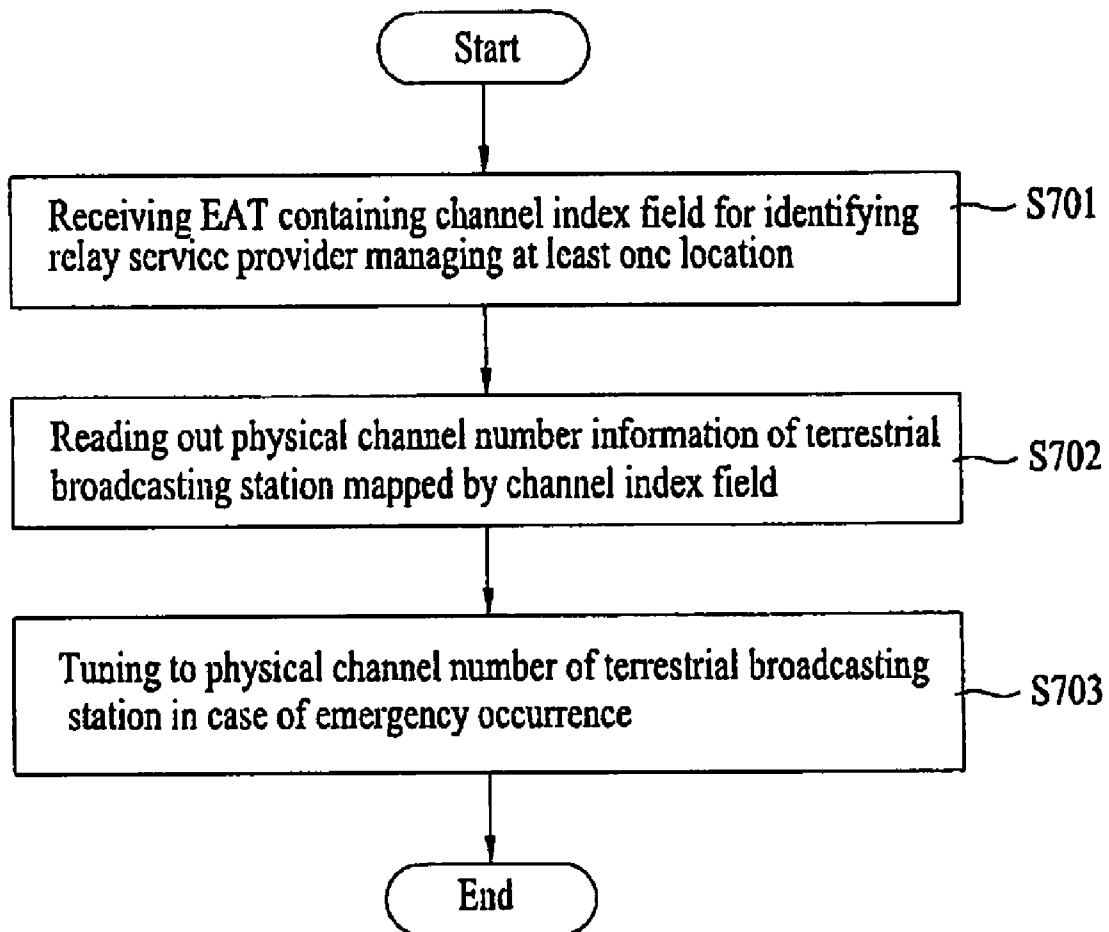 Start
Receiving EAT containing channel index field for identifying
relay service provider managing at least one location
S701
Reading out physical channel number information of terrestrial
broadcasting station mapped by channel index field
S702
Tuning to physical channel number of terrestrial broadcasting
station in case of emergency occurrence
S703
End